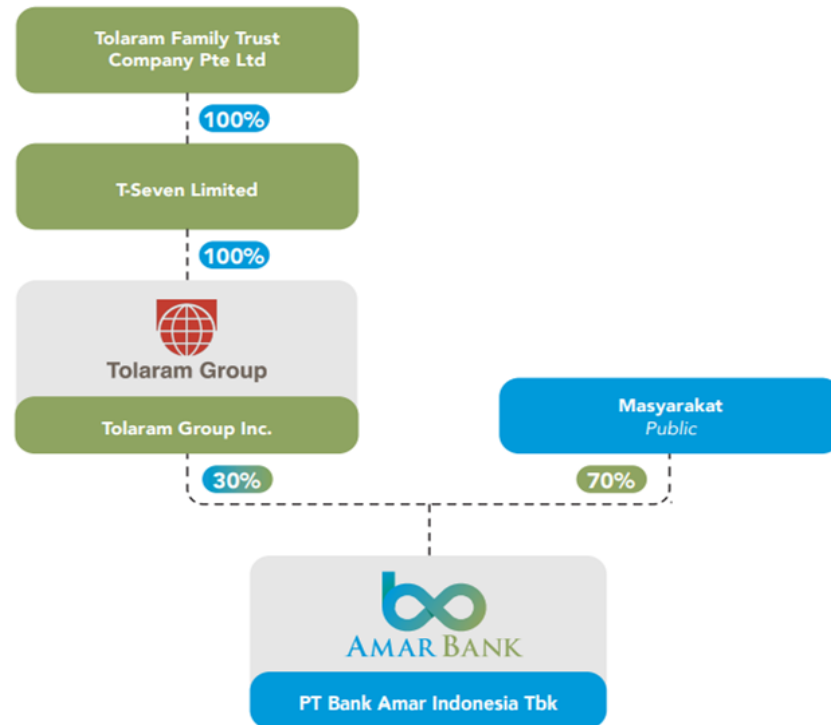 Tolaram Family Trust
Company Pte Ltd
100%
T-Seven Limited
100%
Tolaram Group
Tolaram Group Inc.
Masyarakat
Public
30%
70%
AMAR BANK
PT Bank Amar Indonesia Tbk